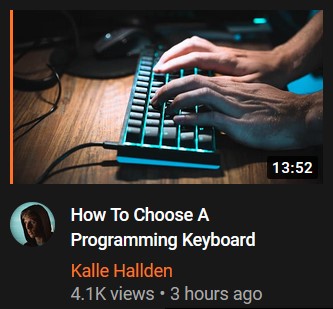 13:52
How To Choose A
Programming Keyboard
Kalle Hallden
4.1K views • 3 hours ago